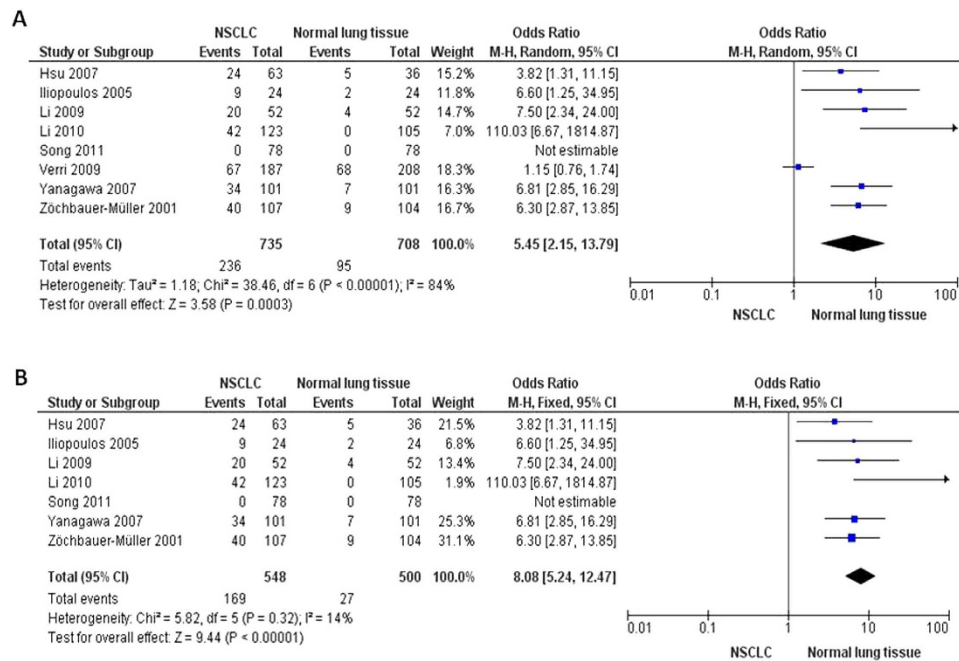 A
NSCLC Normal lung tissue Odds Ratio Odds Ratio
Study or Subgroup Events Total Events Total Weight M-H, Random, 95% CI M-H, Random, 95% CI
Hsu 2007 24 63 5 36 15.2% 3.82 [1.31, 11.15]
Iliopoulos 2005 9 24 2 24 11.8% 6.60 [1.25, 34.95]
Li 2009 20 52 4 52 14.7% 7.50 [2.34, 24.00]
Li 2010 42 123 0 105 7.0% 110.03 [6.67, 1814.87]
Song 2011 0 78 0 78 Not estimable
Verri 2009 67 187 68 208 18.3% 1.15 [0.76, 1.74]
Yanagawa 2007 34 101 7 101 16.3% 6.81 [2.85, 16.29]
Zöchbauer-Müller 2001 40 107 9 104 16.7% 6.30 [2.87, 13.85]
Total (95% CI) 735 708 100.0% 5.45 [2.15, 13.79]
Total events 236 95
Heterogeneity: Tau² = 1.18; Chi² = 38.46, df = 6 (P < 0.00001); I² = 84%
Test for overall effect: Z = 3.58 (P = 0.0003)
0.01 0.1 1 10 100
NSCLC Normal lung tissue
B
NSCLC Normal lung tissue Odds Ratio Odds Ratio
Study or Subgroup Events Total Events Total Weight M-H, Fixed, 95% CI M-H, Fixed, 95% CI
Hsu 2007 24 63 5 36 21.5% 3.82 [1.31, 11.15]
Iliopoulos 2005 9 24 2 24 6.8% 6.60 [1.25, 34.95]
Li 2009 20 52 4 52 13.4% 7.50 [2.34, 24.00]
Li 2010 42 123 0 105 1.9% 110.03 [6.67, 1814.87]
Song 2011 0 78 0 78 Not estimable
Yanagawa 2007 34 101 7 101 25.3% 6.81 [2.85, 16.29]
Zöchbauer-Müller 2001 40 107 9 104 31.1% 6.30 [2.87, 13.85]
Total (95% CI) 548 500 100.0% 8.08 [5.24, 12.47]
Total events 169 27
Heterogeneity: Chi² = 5.82, df = 5 (P = 0.32); I² = 14%
Test for overall effect: Z = 9.44 (P < 0.00001)
0.01 0.1 1 10 100
NSCLC Normal lung tissue